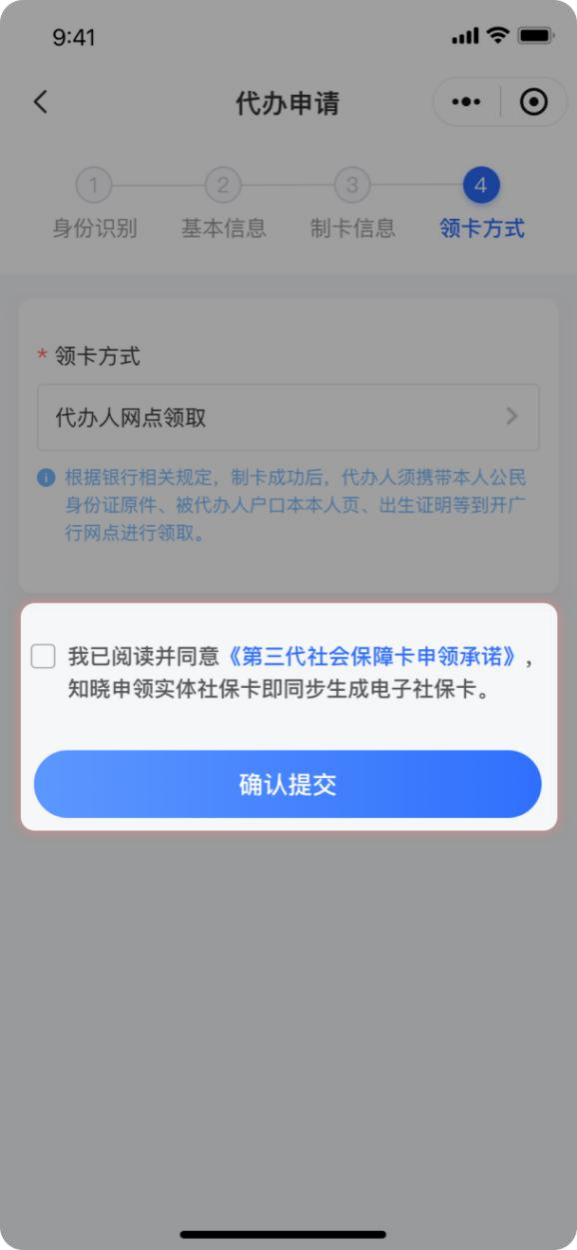 9:41
代办申请
1
2
3
4
身份识别
基本信息
制卡信息
领卡方式
* 领卡方式
代办人网点领取
根据银行相关规定，制卡成功后，代办人须携带本人公民
身份证原件、被代办人户口本本人页、出生证明等到开广
行网点进行领取。
我已阅读并同意《第三代社会保障卡申领承诺》，
知晓申领实体社保卡即同步生成电子社保卡。
确认提交